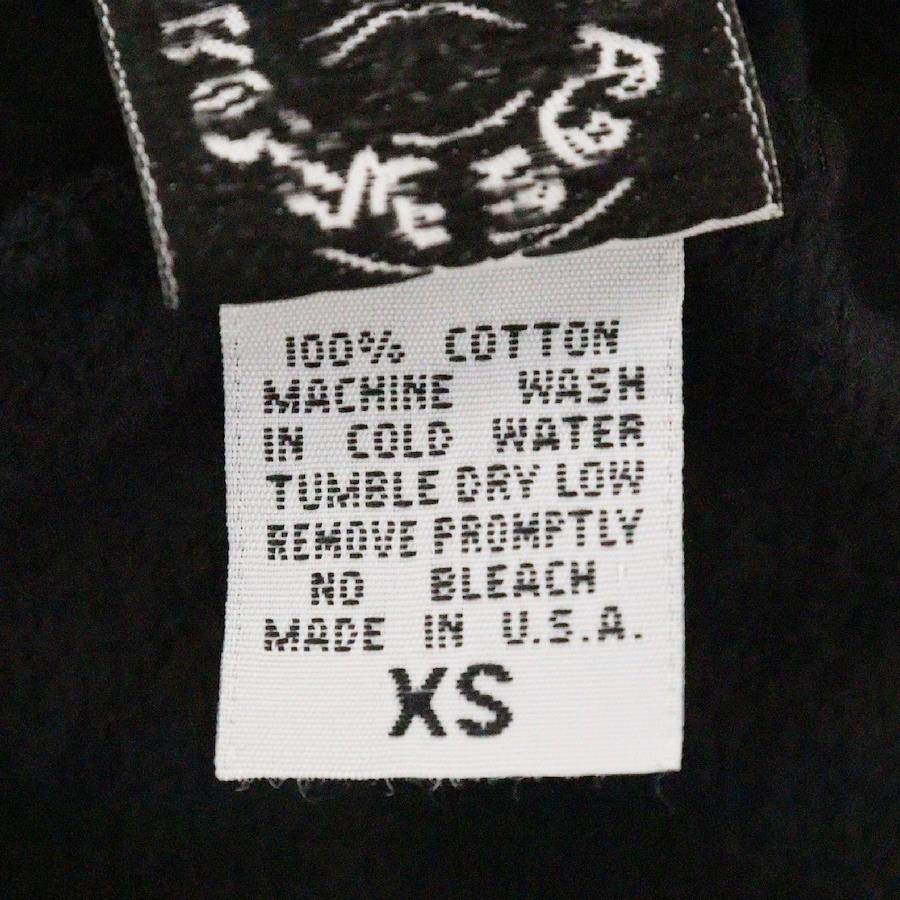 100% COTTON
MACHINE WASH
IN COLD WATER
TUMBLE DRY LOW
REMOVE PROMPTLY
NO BLEACH
MADE IN U.S.A.
XS